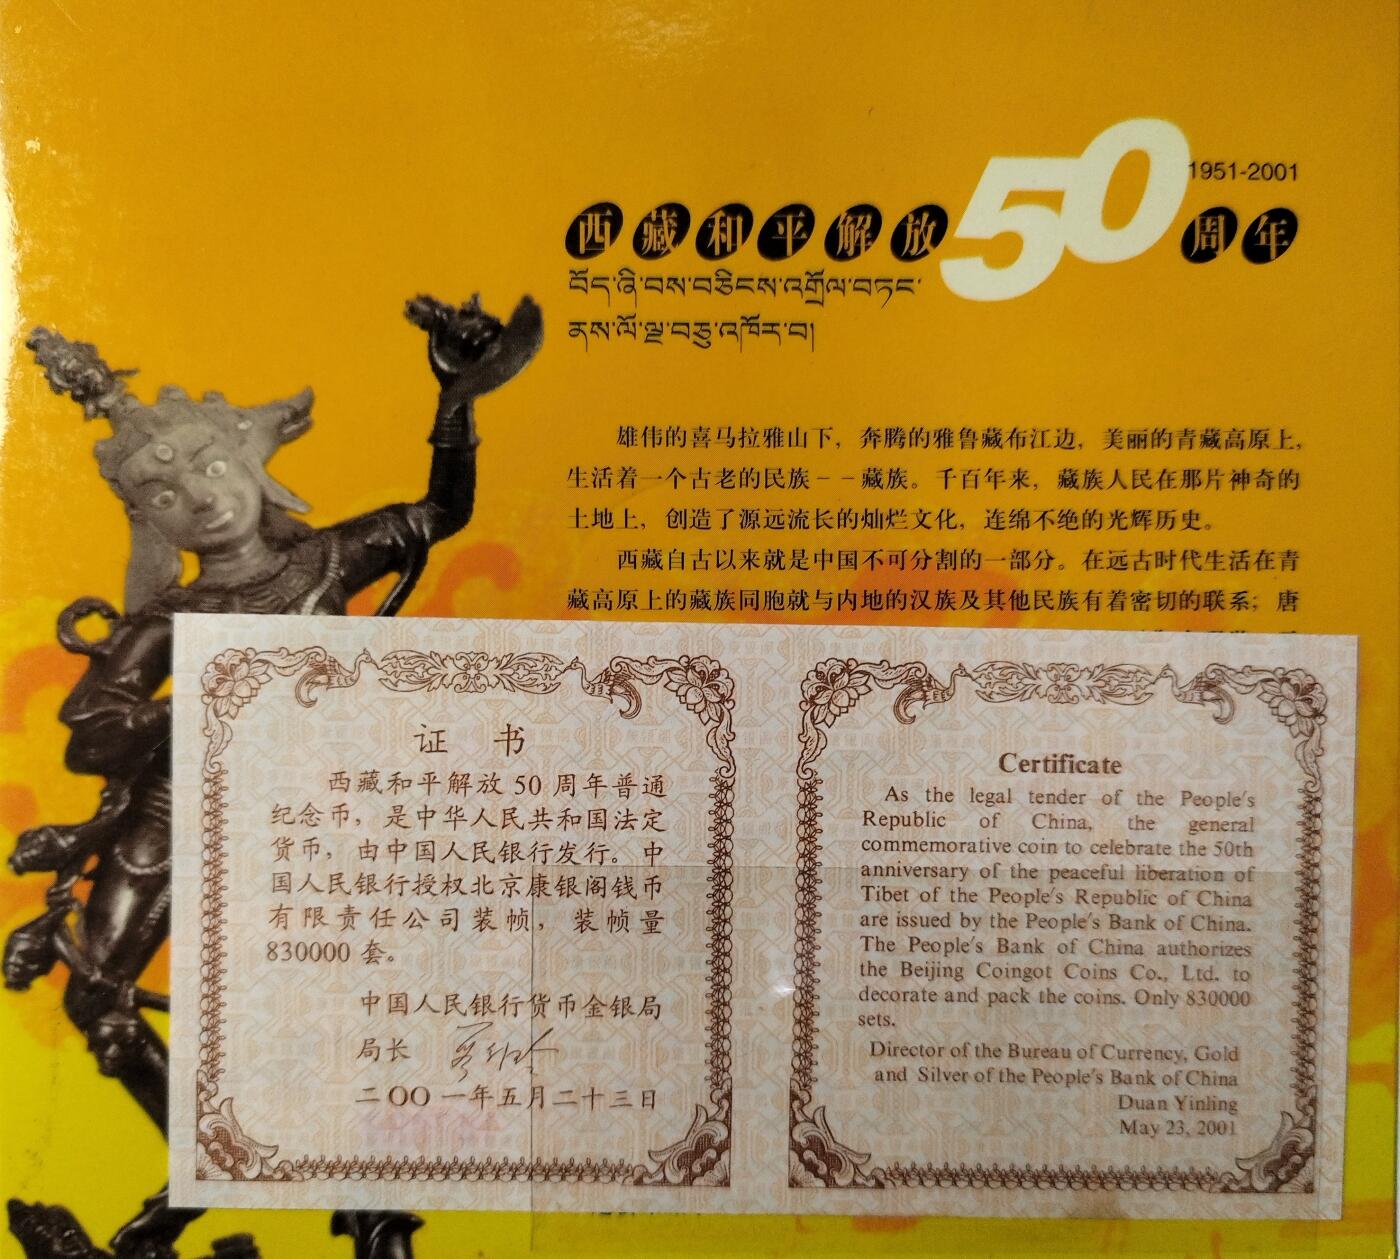 1951-2001
西藏和平解放50周年
བོད་ཞི་བས་བཅིངས་འགྲོལ་བཏང་
ནས་ལོ་ལྔ་བཅུ་འཁོར་བ།
雄伟的喜马拉雅山下，奔腾的雅鲁藏布江边，美丽的青藏高原上，
生活着一个古老的民族－－藏族。千百年来，藏族人民在那片神奇的
土地上，创造了源远流长的灿烂文化，连绵不绝的光辉历史。
西藏自古以来就是中国不可分割的一部分。在远古时代生活在青
藏高原上的藏族同胞就与内地的汉族及其他民族有着密切的联系；唐
证 书
西藏和平解放 50 周年普通
纪念币，是中华人民共和国法定
货币，由中国人民银行发行。中
国人民银行授权北京康银阁钱币
有限责任公司装帧，装帧量
830000 套。
中国人民银行货币金银局
局长
二OO一年五月二十三日
Certificate
As the legal tender of the People's
Republic of China, the general
commemorative coin to celebrate the 50th
anniversary of the peaceful liberation of
Tibet of the People's Republic of China
are issued by the People's Bank of China.
The People's Bank of China authorizes
the Beijing Coingot Coins Co., Ltd. to
decorate and pack the coins. Only 830000
sets.
Director of the Bureau of Currency, Gold
and Silver of the People's Bank of China
Duan Yinling
May 23, 2001